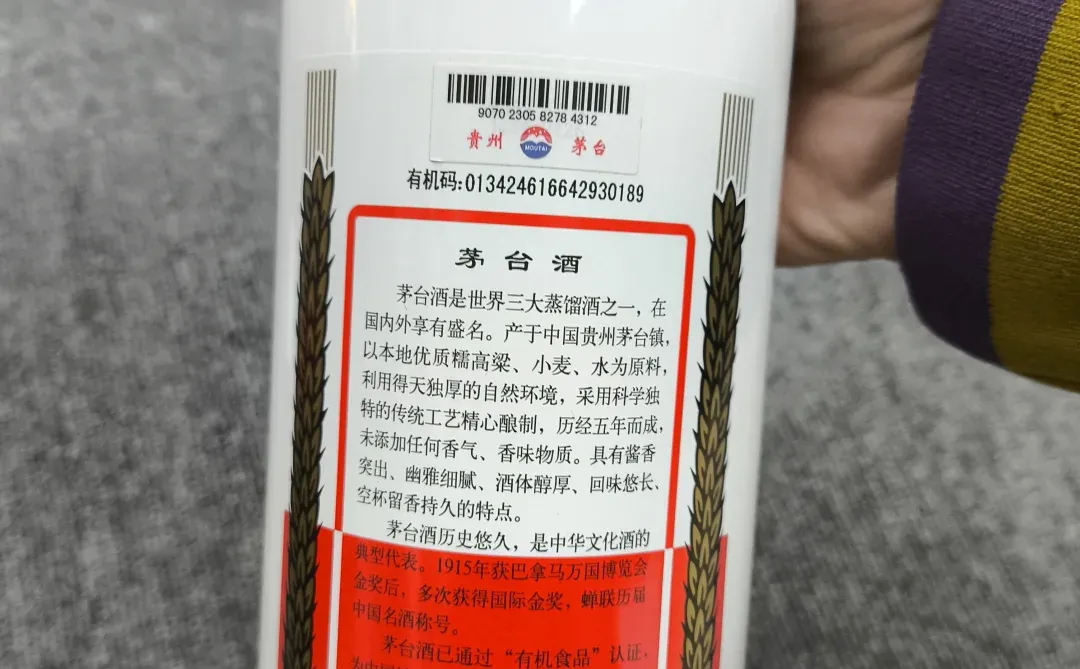 9070 2305 8278 4312
贵州 MOUTAI 茅台
有机码:013424616642930189
茅台酒
茅台酒是世界三大蒸馏酒之一，在
国内外享有盛名。产于中国贵州茅台镇，
以本地优质糯高粱、小麦、水为原料，
利用得天独厚的自然环境，采用科学独
特的传统工艺精心酿制，历经五年而成，
未添加任何香气、香味物质。具有酱香
突出、幽雅细腻、酒体醇厚、回味悠长、
空杯留香持久的特点。
茅台酒历史悠久，是中华文化酒的
典型代表。1915年获巴拿马万国博览会
金奖后，多次获得国际金奖，蝉联历届
中国名酒称号。
茅台酒已通过“有机食品”认证，